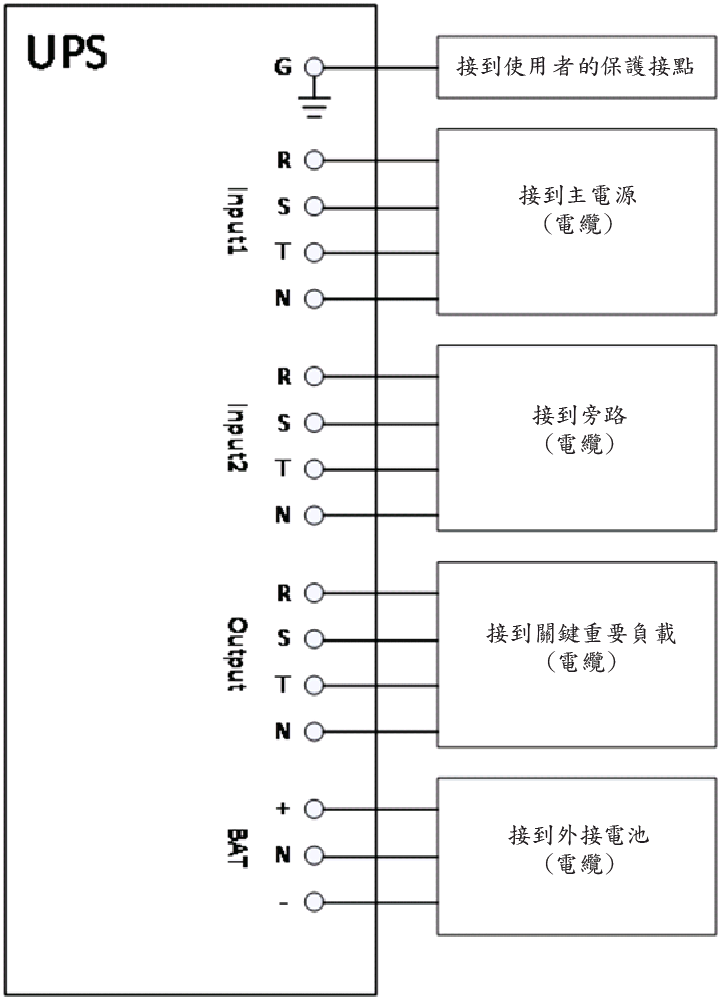 UPS
G
接到使用者的保護接點
Input1
R
S
T
N
接到主電源
(電纜)
Input2
R
S
T
N
接到旁路
(電纜)
Output
R
S
T
N
接到關鍵重要負載
(電纜)
BAT
+
N
-
接到外接電池
(電纜)